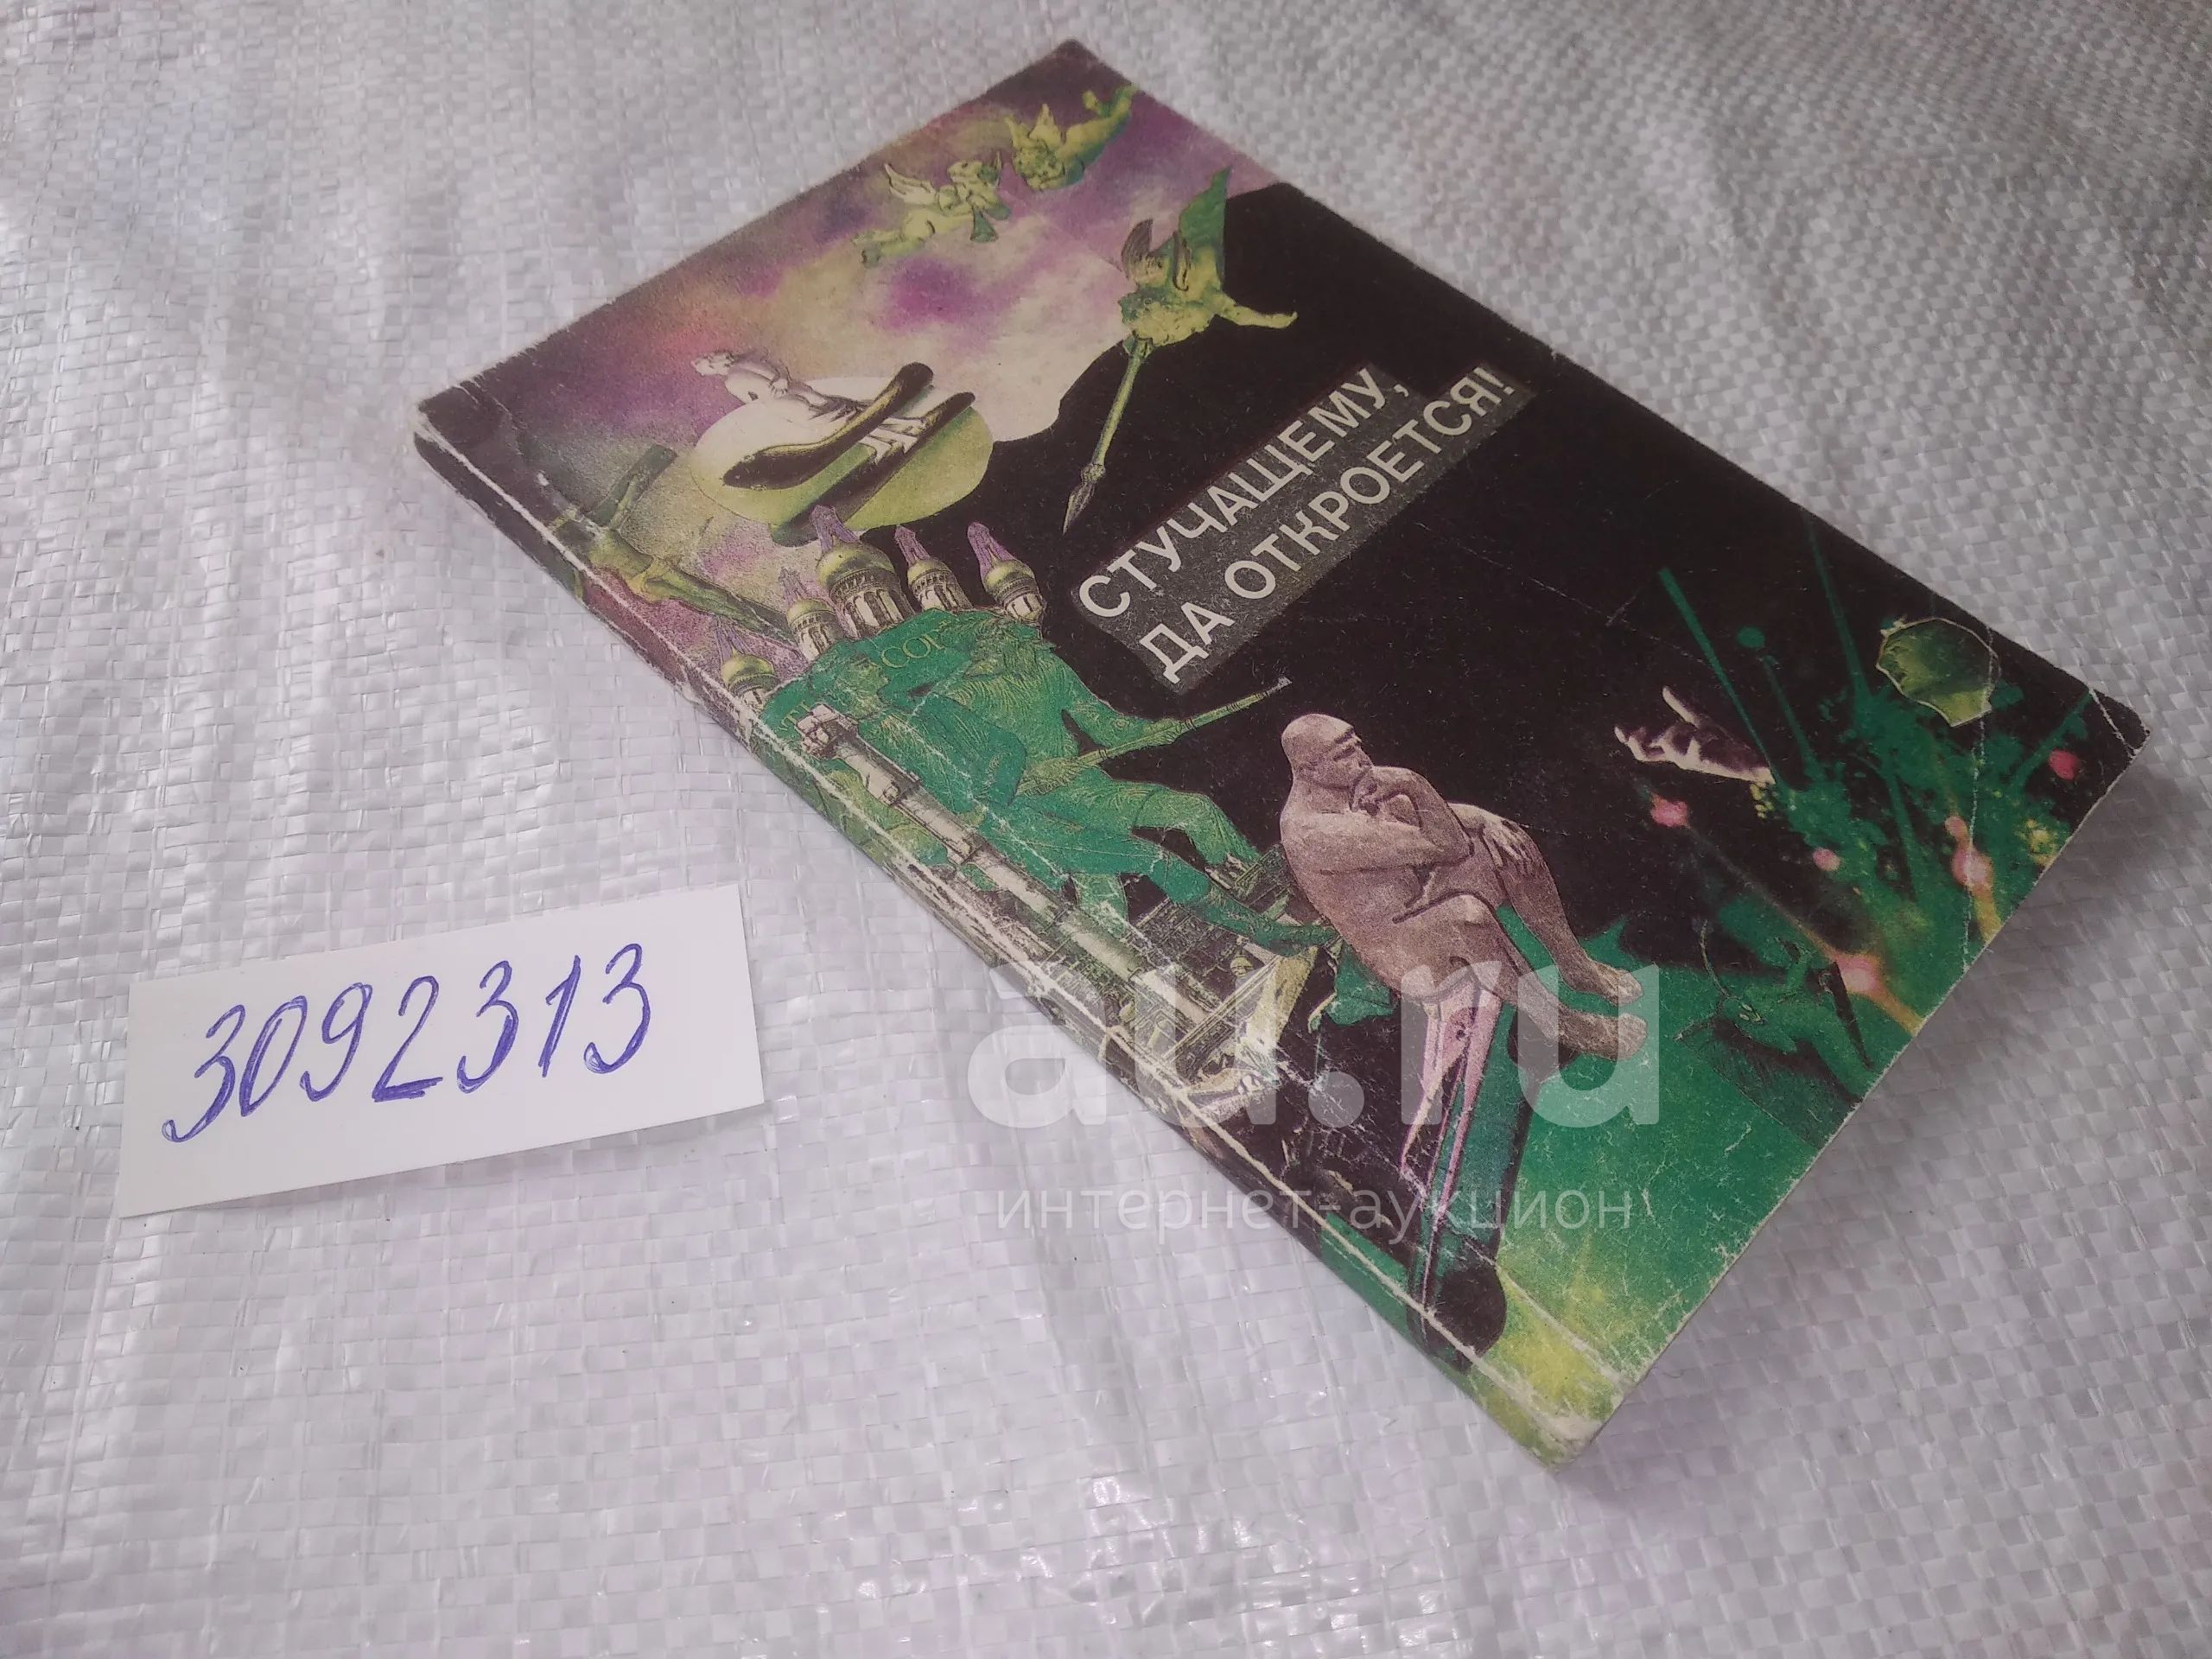 СТУЧАЩЕМУ,
ДА ОТКРОЕТСЯ!
3092313
au.ru
интернет-аукцион